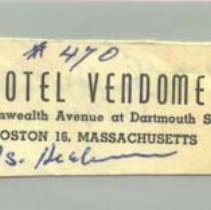 # 470
OTEL VENDOME
nwealth Avenue at Dartmouth S
OSTON 16, MASSACHUSETTS